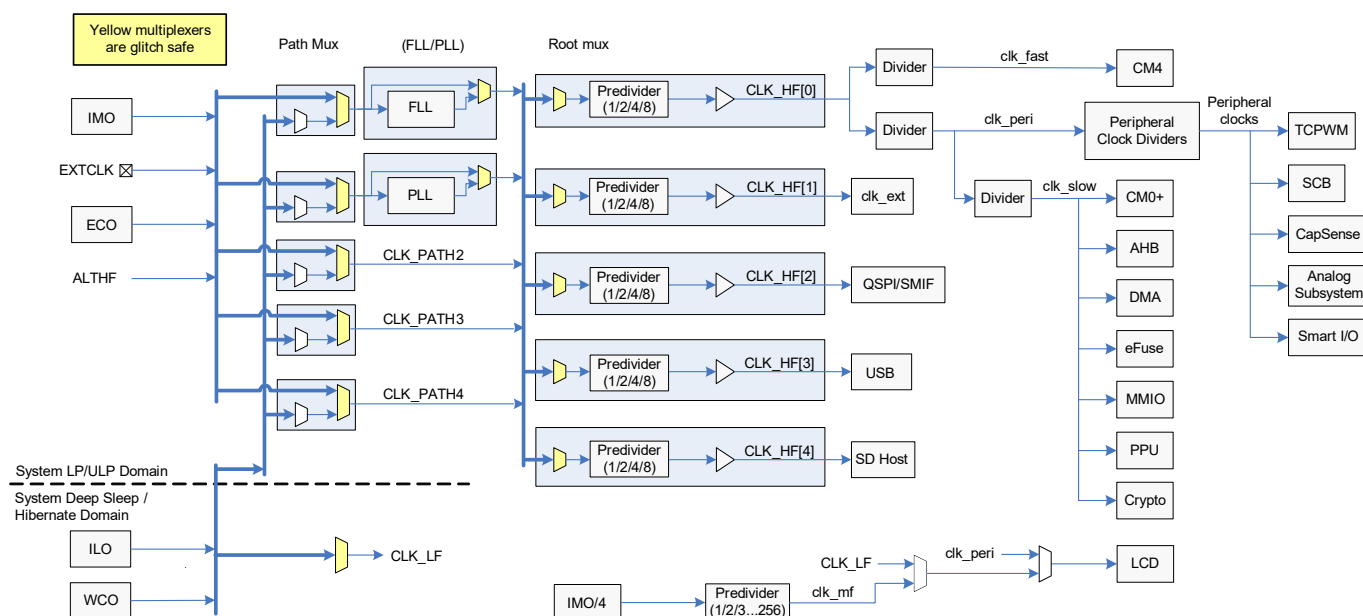 Yellow multiplexers
are glitch safe
Path Mux
(FLL/PLL)
Root mux
IMO
EXTCLK
ECO
ALTHF
FLL
PLL
CLK_PATH2
CLK_PATH3
CLK_PATH4
Predivider
(1/2/4/8)
CLK_HF[0]
Predivider
(1/2/4/8)
CLK_HF[1]
clk_ext
Predivider
(1/2/4/8)
CLK_HF[2]
QSPI/SMIF
Predivider
(1/2/4/8)
CLK_HF[3]
USB
Predivider
(1/2/4/8)
CLK_HF[4]
SD Host
Divider
clk_fast
CM4
Divider
clk_peri
Peripheral
Clock Dividers
Peripheral
clocks
TCPWM
SCB
CapSense
Analog
Subsystem
Smart I/O
Divider
clk_slow
CM0+
AHB
DMA
eFuse
MMIO
PPU
Crypto
System LP/ULP Domain
System Deep Sleep /
Hibernate Domain
ILO
WCO
CLK_LF
IMO/4
Predivider
(1/2/3...256)
clk_mf
CLK_LF
clk_peri
LCD